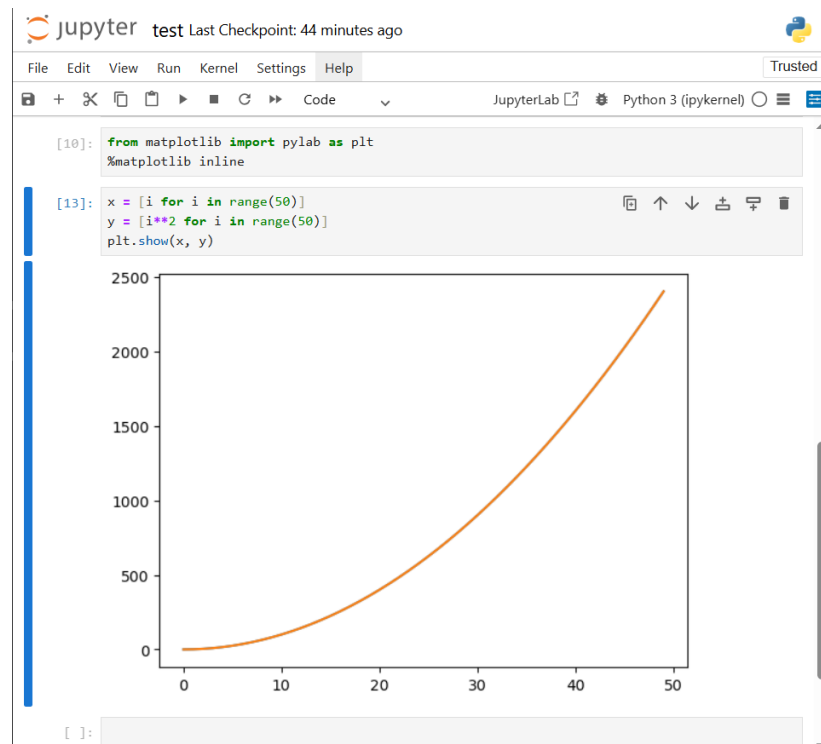 jupyter test Last Checkpoint: 44 minutes ago
File Edit View Run Kernel Settings Help Trusted
Code JupyterLab Python 3 (ipykernel)
[10]: from matplotlib import pylab as plt
%matplotlib inline
[13]: x = [i for i in range(50)]
y = [i**2 for i in range(50)]
plt.show(x, y)
2500
2000
1500
1000
500
0
0 10 20 30 40 50
[ ]: